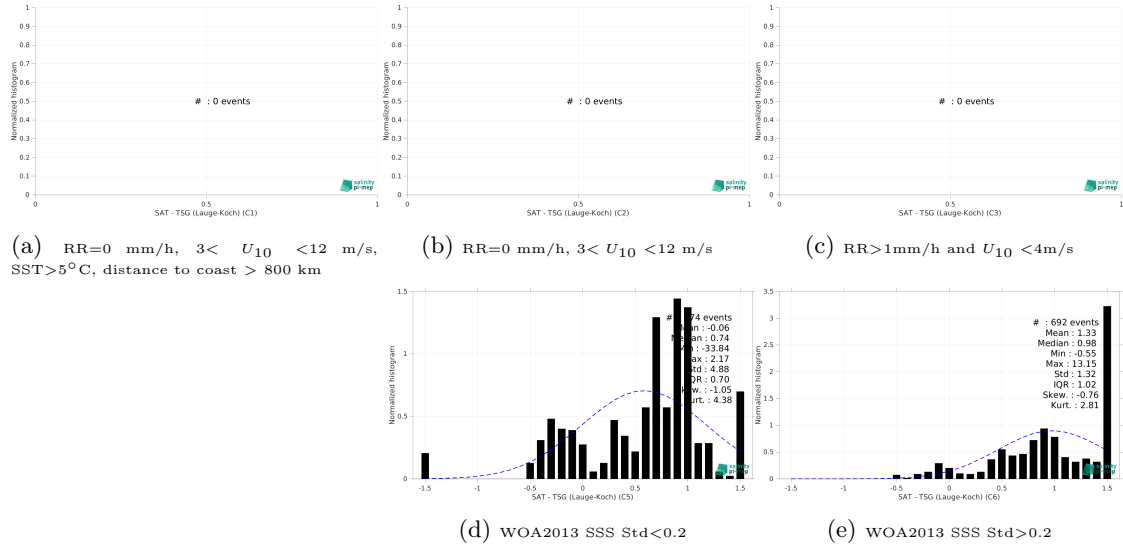 1
0.9
0.8
0.7
0.6
0.5
0.4
0.3
0.2
0.1
0
Normalized histogram
# : 0 events
salinity
pi-mep
0 0.5 1
SAT - TSG (Lauge-Koch) (C1)
1
0.9
0.8
0.7
0.6
0.5
0.4
0.3
0.2
0.1
0
Normalized histogram
# : 0 events
salinity
pi-mep
0 0.5 1
SAT - TSG (Lauge-Koch) (C2)
1
0.9
0.8
0.7
0.6
0.5
0.4
0.3
0.2
0.1
0
Normalized histogram
# : 0 events
salinity
pi-mep
0 0.5 1
SAT - TSG (Lauge-Koch) (C3)
(a) RR=0 mm/h, 3< U10 <12 m/s,
SST>5°C, distance to coast > 800 km
(b) RR=0 mm/h, 3< U10 <12 m/s
(c) RR>1mm/h and U10 <4m/s
1.5
1
0.5
0
Normalized histogram
events
: -0.06
: 0.74
: -33.84
: 2.17
: 4.88
: 0.70
: -1.05
: 4.38
salinity
pi-mep
-1.5 -1 -0.5 0 0.5 1 1.5
SAT - TSG (Lauge-Koch) (C5)
3.5
3
2.5
2
1.5
1
0.5
0
Normalized histogram
# : 692 events
Mean : 1.33
Median : 0.98
Min : -0.55
Max : 13.15
Std : 1.32
IQR : 1.02
Skew. : -0.76
Kurt. : 2.81
-1.5 -1 -0.5 0 0.5 1 1.5
SAT - TSG (Lauge-Koch) (C6)
(d) WOA2013 SSS Std<0.2
(e) WOA2013 SSS Std>0.2